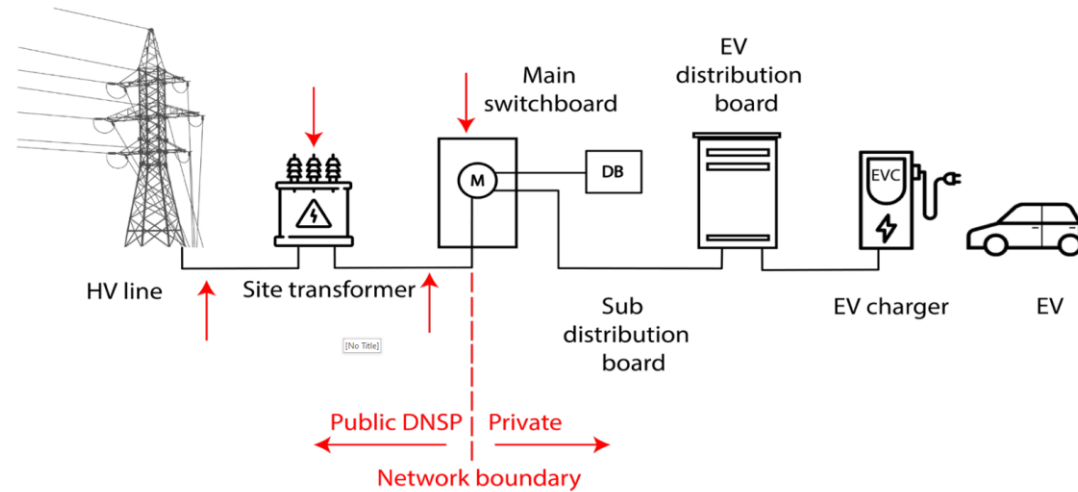 EV
distribution
board
Main
switchboard
M
DB
EVC
HV line
Site transformer
EV charger
EV
Sub
distribution
board
[No Title]
Public DNSP
Private
Network boundary